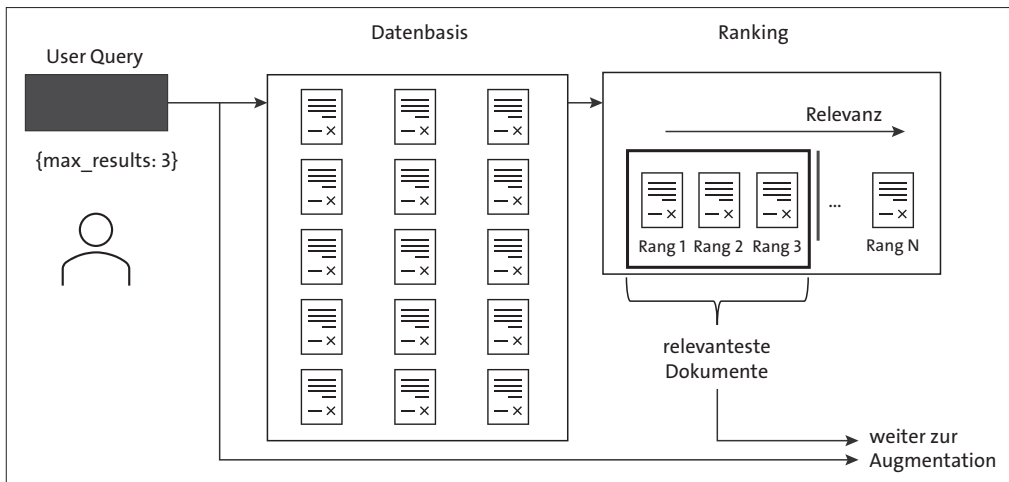 Datenbasis
Ranking
User Query
{max_results: 3}
Relevanz
...
Rang 1 Rang 2 Rang 3
Rang N
relevanteste
Dokumente
weiter zur
Augmentation